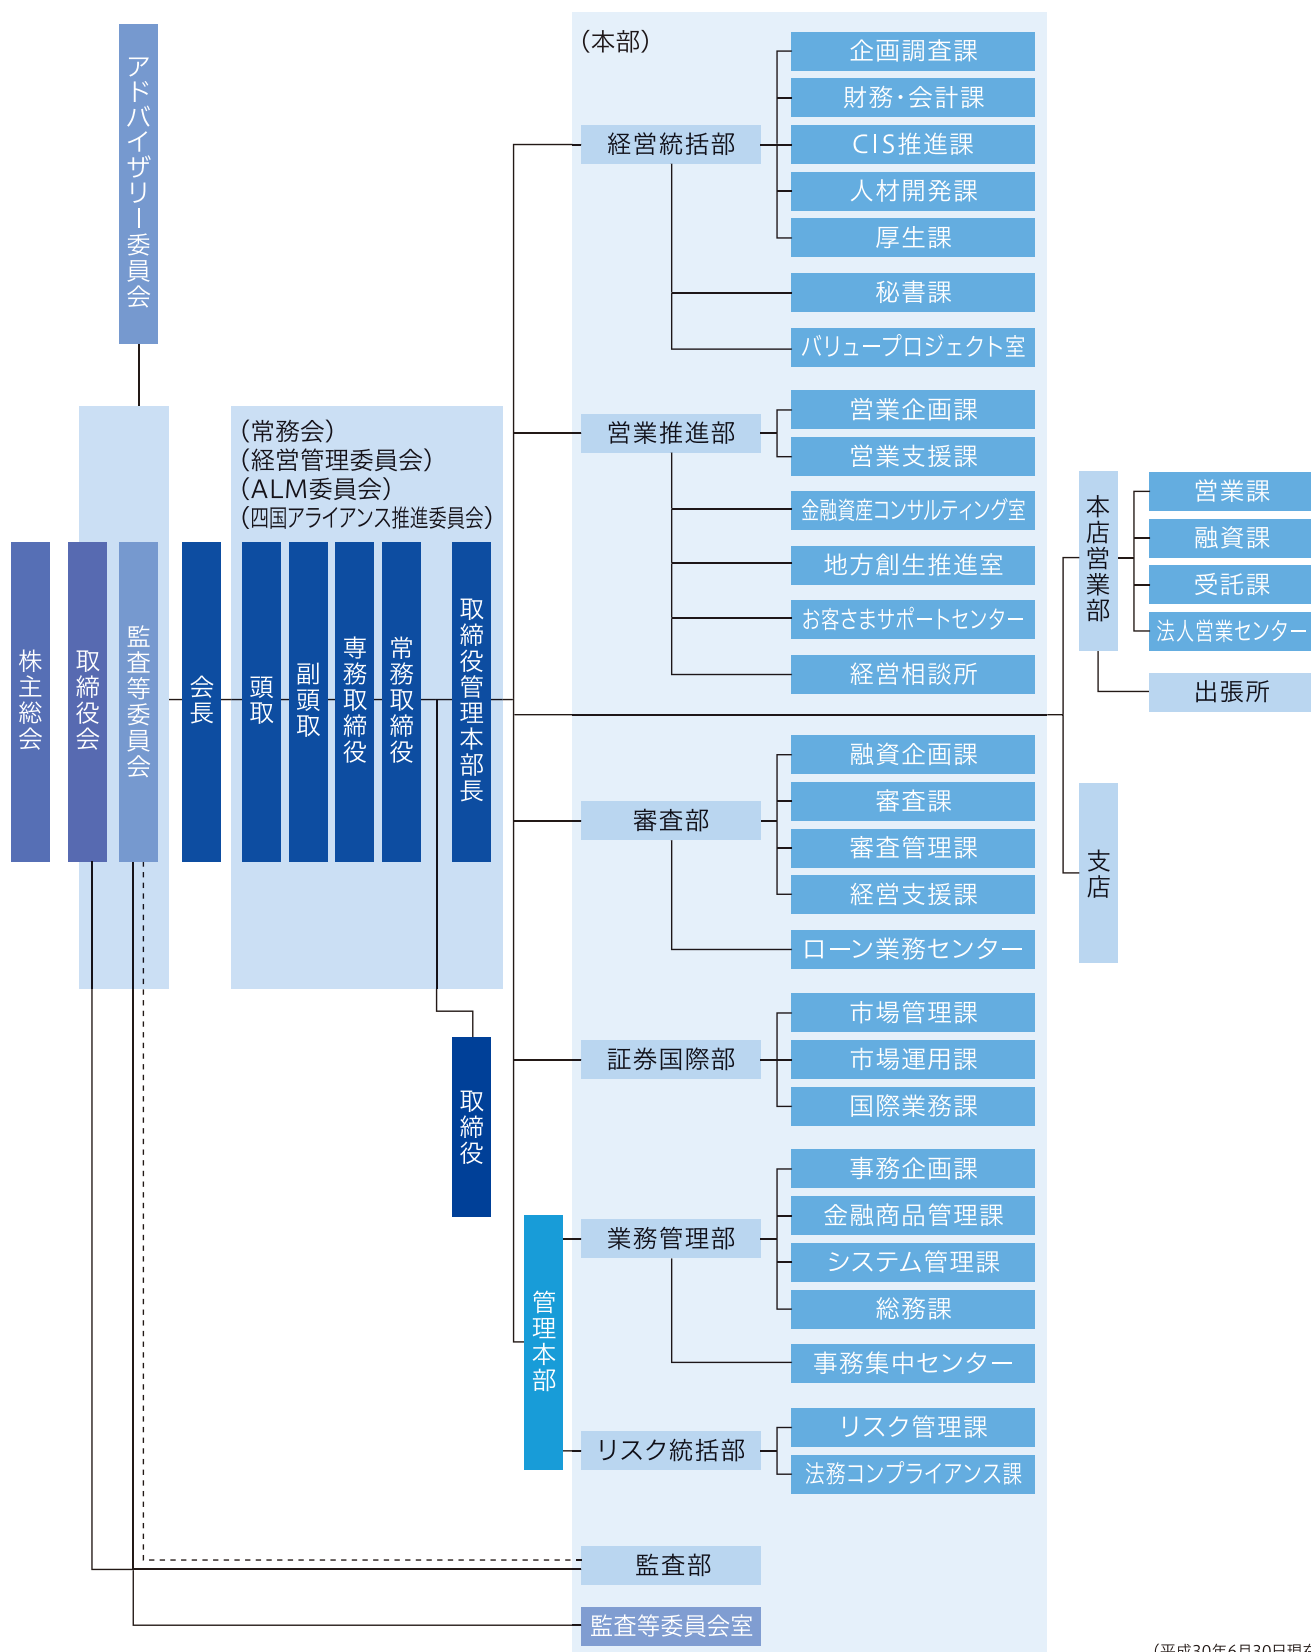 アドバイザリー委員会
(常務会)
(経営管理委員会)
(ALM委員会)
(四国アライアンス推進委員会)
株主総会
取締役会
監査等委員会
会長
頭取
副頭取
専務取締役
常務取締役
取締役管理本部長
取締役
管理本部
(本部)
経営統括部
企画調査課
財務・会計課
CIS推進課
人材開発課
厚生課
秘書課
バリュープロジェクト室
営業推進部
営業企画課
営業支援課
金融資産コンサルティング室
地方創生推進室
お客さまサポートセンター
経営相談所
審査部
融資企画課
審査課
審査管理課
経営支援課
ローン業務センター
証券国際部
市場管理課
市場運用課
国際業務課
業務管理部
事務企画課
金融商品管理課
システム管理課
総務課
事務集中センター
リスク統括部
リスク管理課
法務コンプライアンス課
監査部
監査等委員会室
本店営業部
営業課
融資課
受託課
法人営業センター
出張所
支店
(平成30年6月30日現在